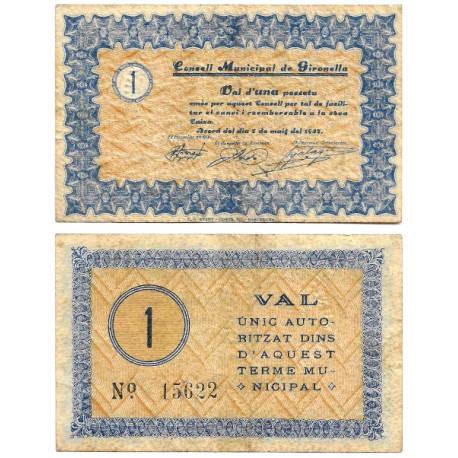 1
Consell Municipal de Gironella
Val d'una pesseta
emès per aquest Consell per tal de facili-
tar el canvi i reemborsable a la seva
Caixa.
Acord del dia 5 de maig del 1937.
VAL
ÚNIC AUTO-
RITZAT DINS
D'AQUEST
TERME MU-
NICIPAL
1
Nº. 15622